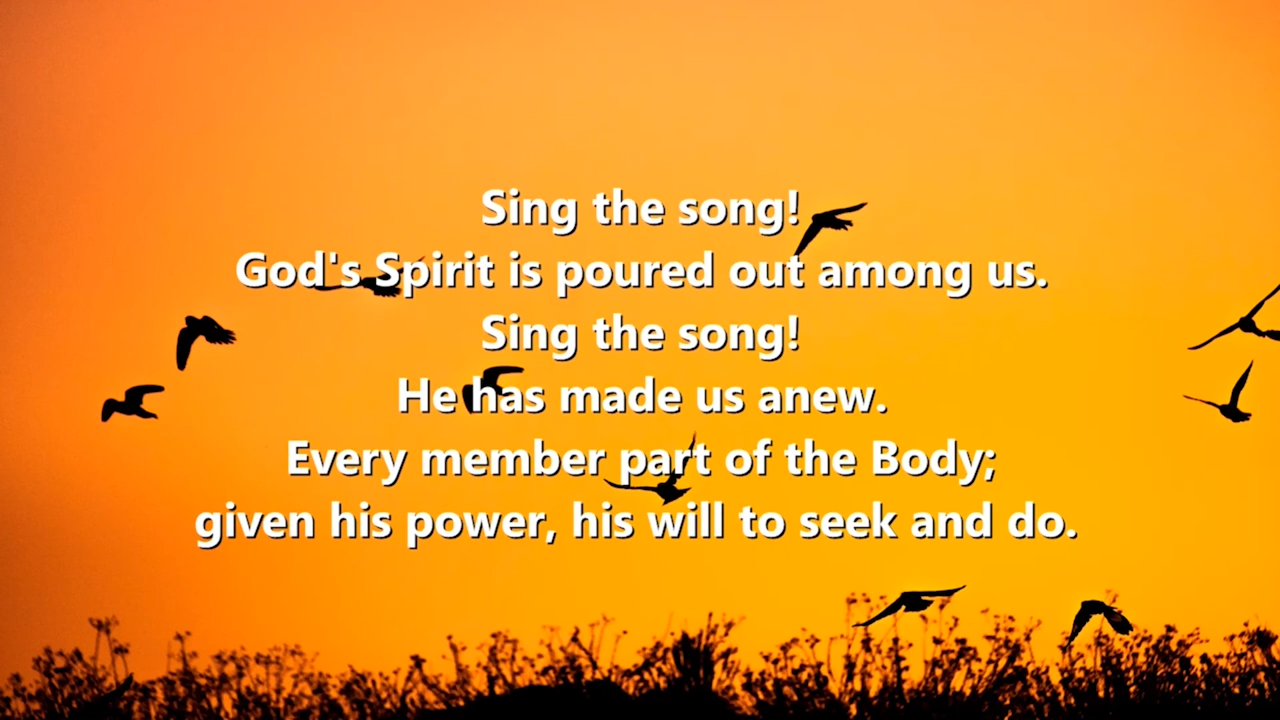 Sing the song!
God's Spirit is poured out among us.
Sing the song!
He has made us anew.
Every member part of the Body;
given his power, his will to seek and do.